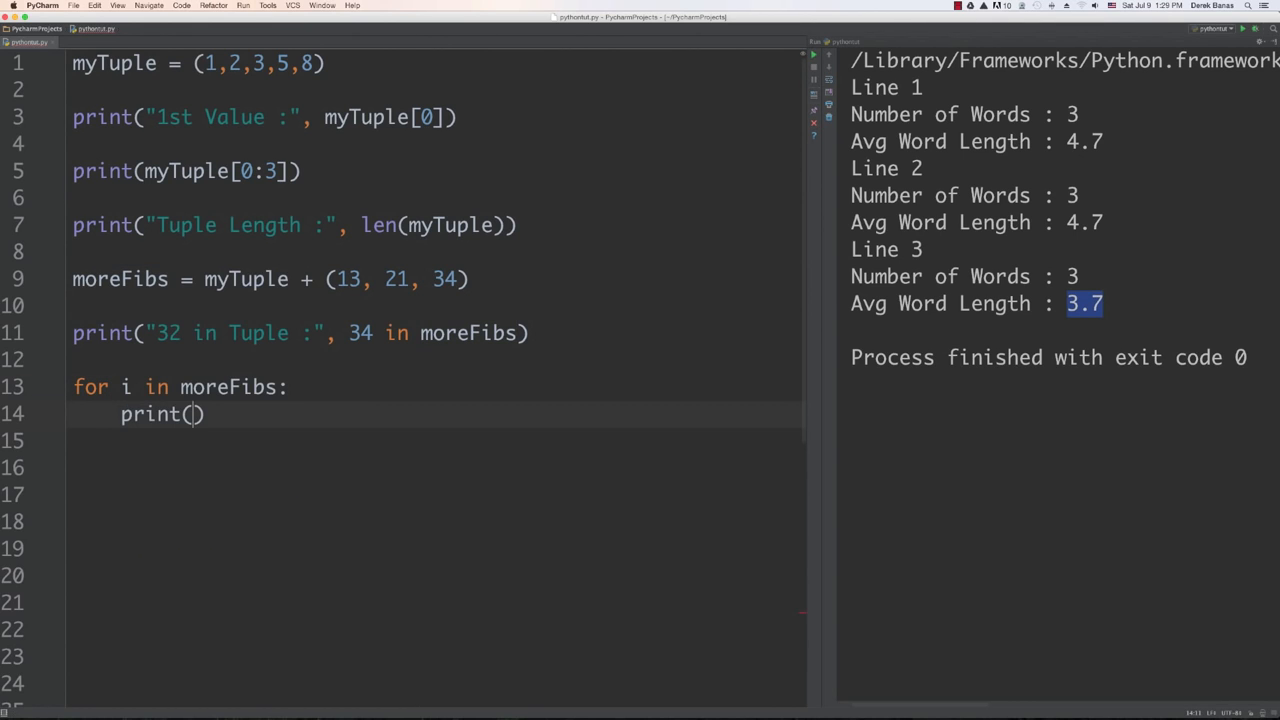 PyCharm File Edit View Navigate Code Refactor Run Tools VCS Window Help 10 Sat Jul 9 1:29 PM Derek Banas
pythontut.py - PycharmProjects - [~/PycharmProjects]
PycharmProjects pythontut.py pythontut
pythontut.py Run pythontut
1 myTuple = (1,2,3,5,8)
2
3 print("1st Value :", myTuple[0])
4
5 print(myTuple[0:3])
6
7 print("Tuple Length :", len(myTuple))
8
9 moreFibs = myTuple + (13, 21, 34)
10
11 print("32 in Tuple :", 34 in moreFibs)
12
13 for i in moreFibs:
14 print()
15
16
17
18
19
20
21
22
23
24
/Library/Frameworks/Python.framework
Line 1
Number of Words : 3
Avg Word Length : 4.7
Line 2
Number of Words : 3
Avg Word Length : 4.7
Line 3
Number of Words : 3
Avg Word Length : 3.7
Process finished with exit code 0
14:11 LF‡ UTF-8‡